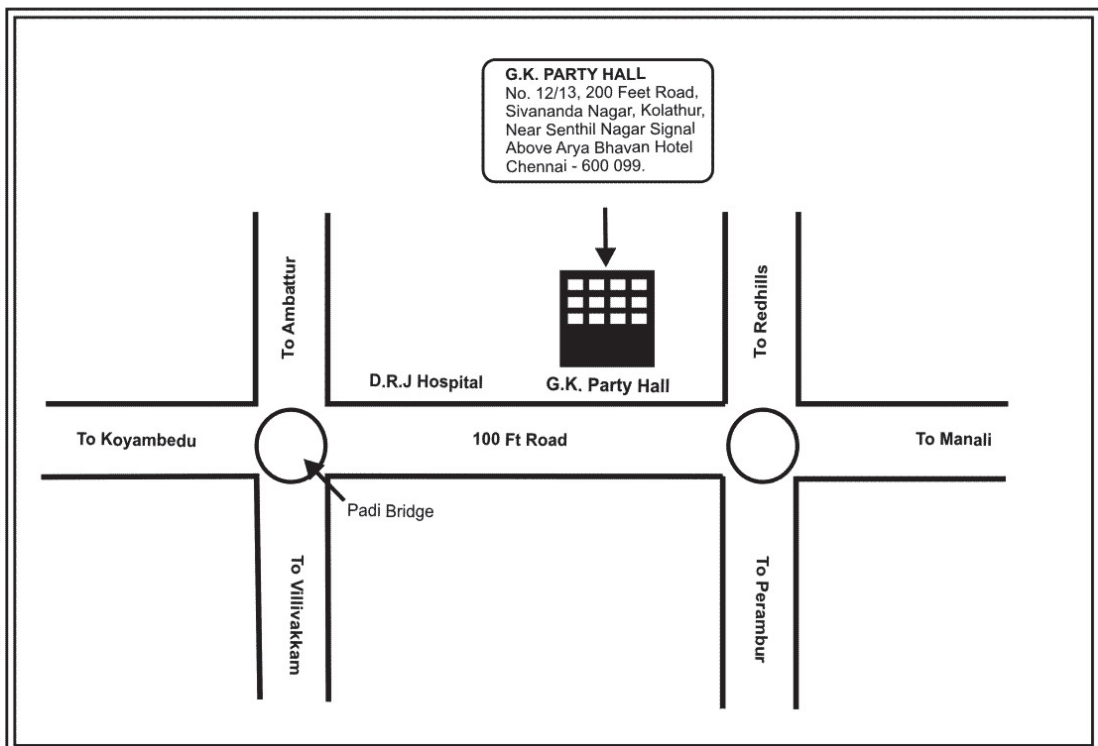 G.K. PARTY HALL
No. 12/13, 200 Feet Road,
Sivananda Nagar, Kolathur,
Near Senthil Nagar Signal
Above Arya Bhavan Hotel
Chennai - 600 099.
To Ambattur
To Redhills
D.R.J Hospital
G.K. Party Hall
To Koyambedu
100 Ft Road
To Manali
Padi Bridge
To Villivakkam
To Perambur